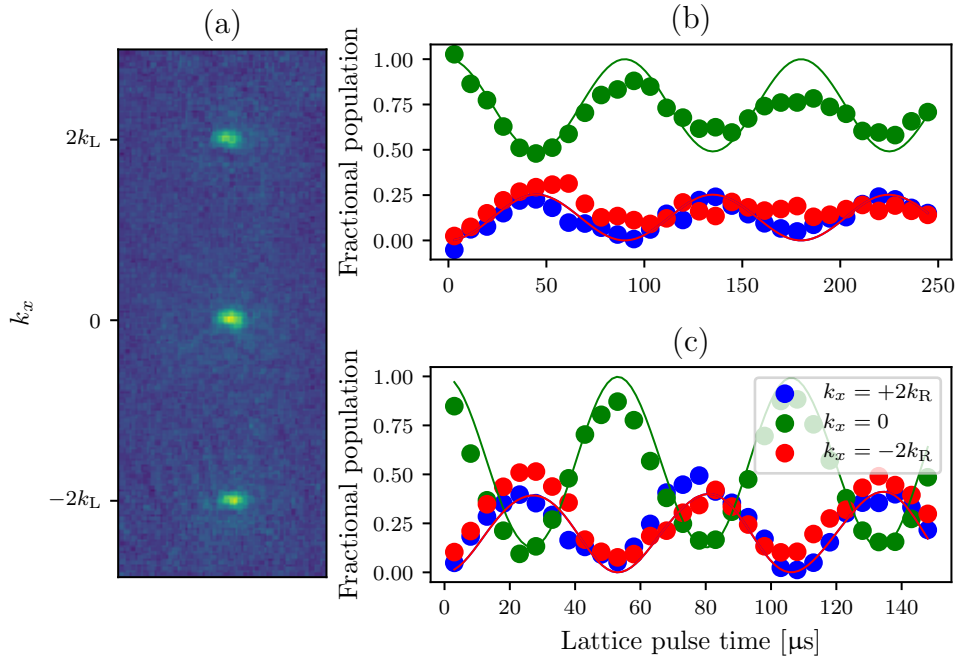 (a)
k_x
2k_L
0
−2k_L
(b)
Fractional population
1.00
0.75
0.50
0.25
0.00
0 50 100 150 200 250
(c)
Fractional population
1.00
0.75
0.50
0.25
0.00
k_x = +2k_R
k_x = 0
k_x = −2k_R
0 20 40 60 80 100 120 140
Lattice pulse time [µs]